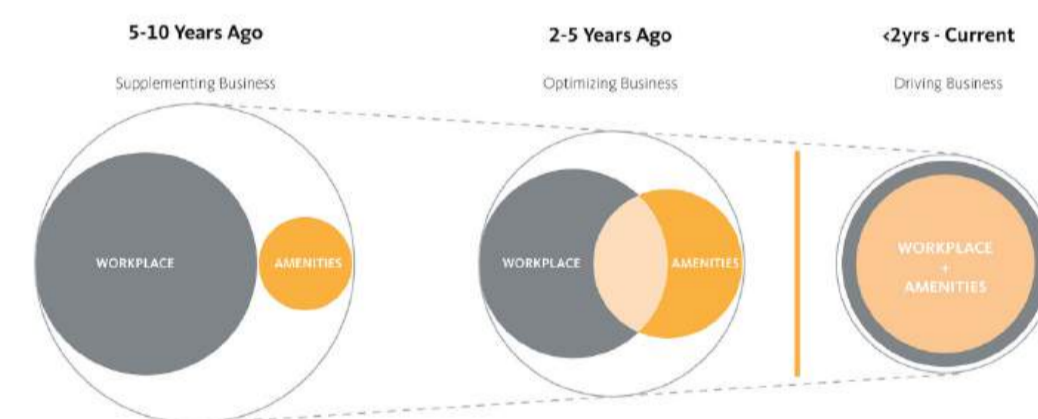 5-10 Years Ago
Supplementing Business
WORKPLACE
AMENITIES
2-5 Years Ago
Optimizing Business
WORKPLACE
AMENITIES
<2yrs - Current
Driving Business
WORKPLACE
+
AMENITIES